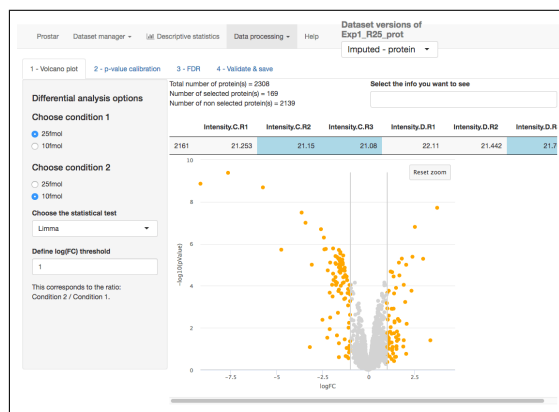 Prostar Dataset manager Descriptive statistics Data processing Help
Dataset versions of
Exp1_R25_prot
Imputed - protein
1 - Volcano plot 2 - p-value calibration 3 - FDR 4 - Validate & save
Differential analysis options
Choose condition 1
25fmol
10fmol
Choose condition 2
25fmol
10fmol
Choose the statistical test
Limma
Define log(FC) threshold
1
This corresponds to the ratio:
Condition 2 / Condition 1.
Total number of protein(s) = 2308
Number of selected protein(s) = 169
Number of non selected protein(s) = 2139
Select the info you want to see
Intensity.C.R1 Intensity.C.R2 Intensity.C.R3 Intensity.D.R1 Intensity.D.R2 Intensity.D.R
2161 21.253 21.15 21.08 22.11 21.442 21.7
Reset zoom
10
8
6
4
2
0
-log10(pValue)
-7.5 -5 -2.5 0 2.5
logFC